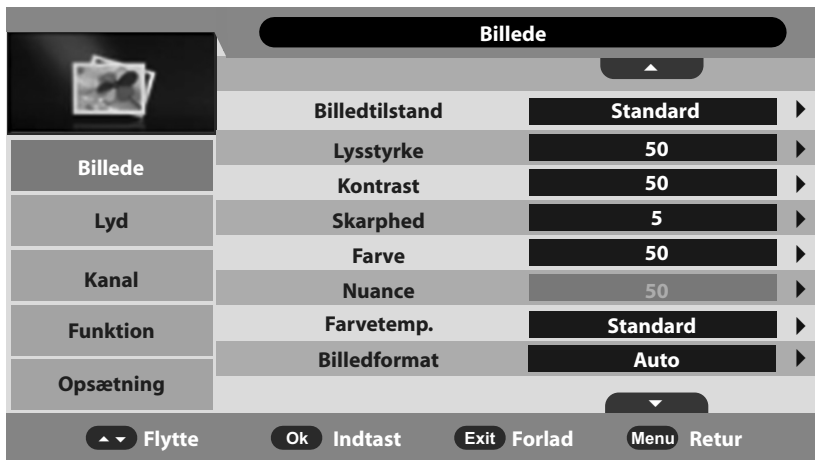 Billede
Billedtilstand Standard
Lysstyrke 50
Kontrast 50
Skarphed 5
Farve 50
Nuance 50
Farvetemp. Standard
Billedformat Auto
Billede
Lyd
Kanal
Funktion
Opsætning
Flytte Ok Indtast Exit Forlad Menu Retur